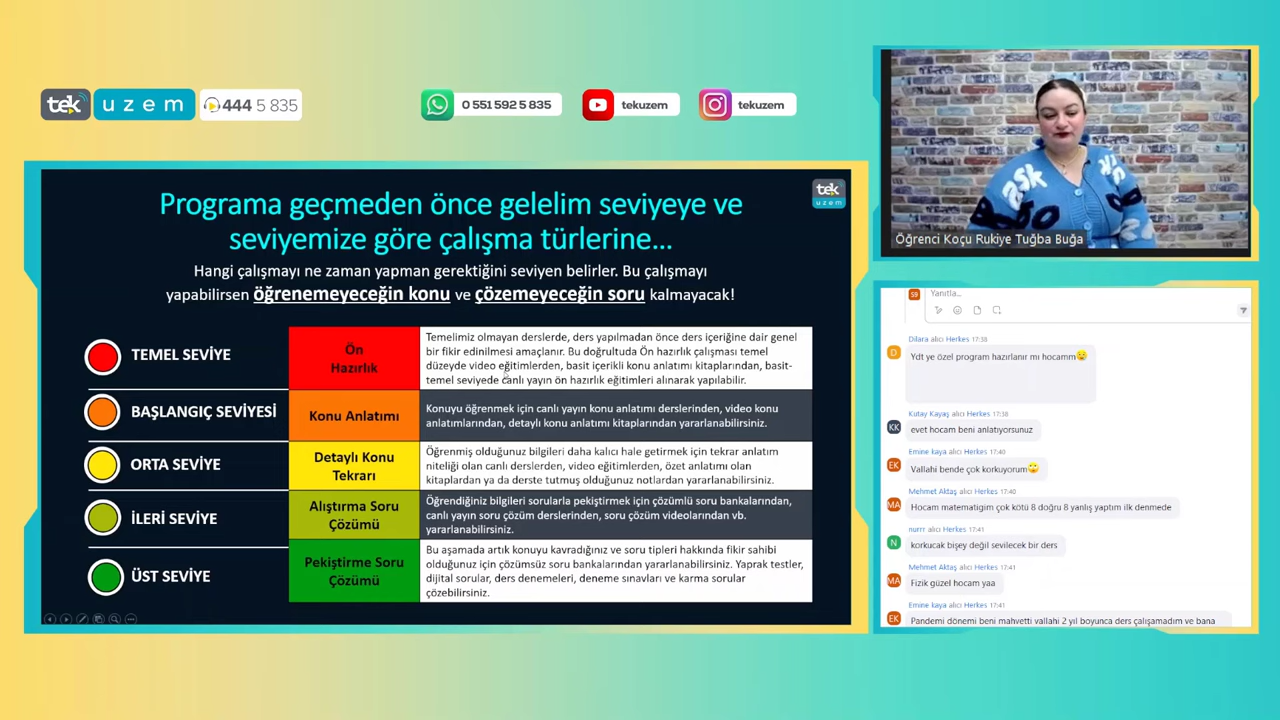 tek uzem 444 5 835
0 551 592 5 835
tekuzem
tekuzem
tek
uzem
Programa geçmeden önce gelelim seviyeye ve
seviyemize göre çalışma türlerine...
Hangi çalışmayı ne zaman yapman gerektiğini seviyen belirler. Bu çalışmayı
yapabilirsen öğrenemeyeceğin konu ve çözemeyeceğin soru kalmayacak!
TEMEL SEVİYE
Ön
Hazırlık
Temelimiz olmayan derslerde, ders yapılmadan önce ders içeriğine dair genel
bir fikir edinilmesi amaçlanır. Bu doğrultuda Ön hazırlık çalışması temel
düzeyde video eğitimlerden, basit içerikli konu anlatımı kitaplarından, basit-
temel seviyede canlı yayın ön hazırlık eğitimleri alınarak yapılabilir.
BAŞLANGIÇ SEVİYESİ
Konu Anlatımı
Konuyu öğrenmek için canlı yayın konu anlatımı derslerinden, video konu
anlatımlarından, detaylı konu anlatımı kitaplarından yararlanabilirsiniz.
ORTA SEVİYE
Detaylı Konu
Tekrarı
Öğrenmiş olduğunuz bilgileri daha kalıcı hale getirmek için tekrar anlatım
niteliği olan canlı derslerden, video eğitimlerden, özet anlatımı olan
kitaplardan ya da derste tutmuş olduğunuz notlardan yararlanabilirsiniz.
İLERİ SEVİYE
Alıştırma Soru
Çözümü
Öğrendiğiniz bilgileri sorularla pekiştirmek için çözümlü soru bankalarından,
canlı yayın soru çözüm derslerinden, soru çözüm videolarından vb.
yararlanabilirsiniz.
ÜST SEVİYE
Pekiştirme Soru
Çözümü
Bu aşamada artık konuyu kavradığınız ve soru tipleri hakkında fikir sahibi
olduğunuz için çözümsüz soru bankalarından yararlanabilirsiniz. Yaprak testler,
dijital sorular, ders denemeleri, deneme sınavları ve karma sorular
çözebilirsiniz.
Öğrenci Koçu Rukiye Tuğba Buğa
S9 Yanıtla...
Dilara alıcı Herkes 17:38
D Ydt ye özel program hazırlanır mı hocamm
Kutay Kayaş alıcı Herkes 17:38
KK evet hocam beni anlatıyorsunuz
Emine kaya alıcı Herkes 17:40
EK Vallahi bende çok korkuyorum
Mehmet Aktaş alıcı Herkes 17:40
MA Hocam matematigim çok kötü 8 doğru 8 yanlış yaptım ilk denmede
nurrr alıcı Herkes 17:41
N korkucak bişey değil sevilecek bir ders
Mehmet Aktaş alıcı Herkes 17:41
MA Fizik güzel hocam yaa
Emine kaya alıcı Herkes 17:41
EK Pandemi dönemi beni mahvetti vallahi 2 yıl boyunca ders çalışamadım ve bana